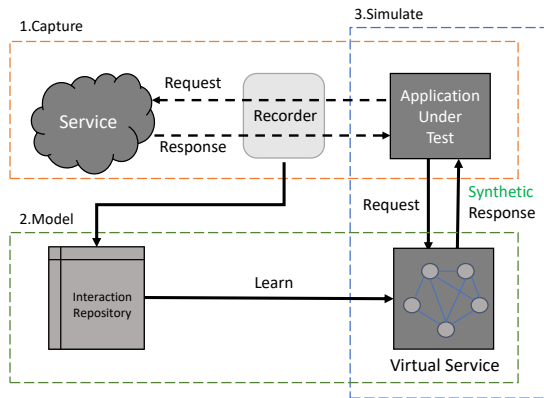 1.Capture
3.Simulate
Request
Service
Recorder
Application
Under
Test
Response
Synthetic
Request
Response
2.Model
Interaction
Repository
Learn
Virtual Service